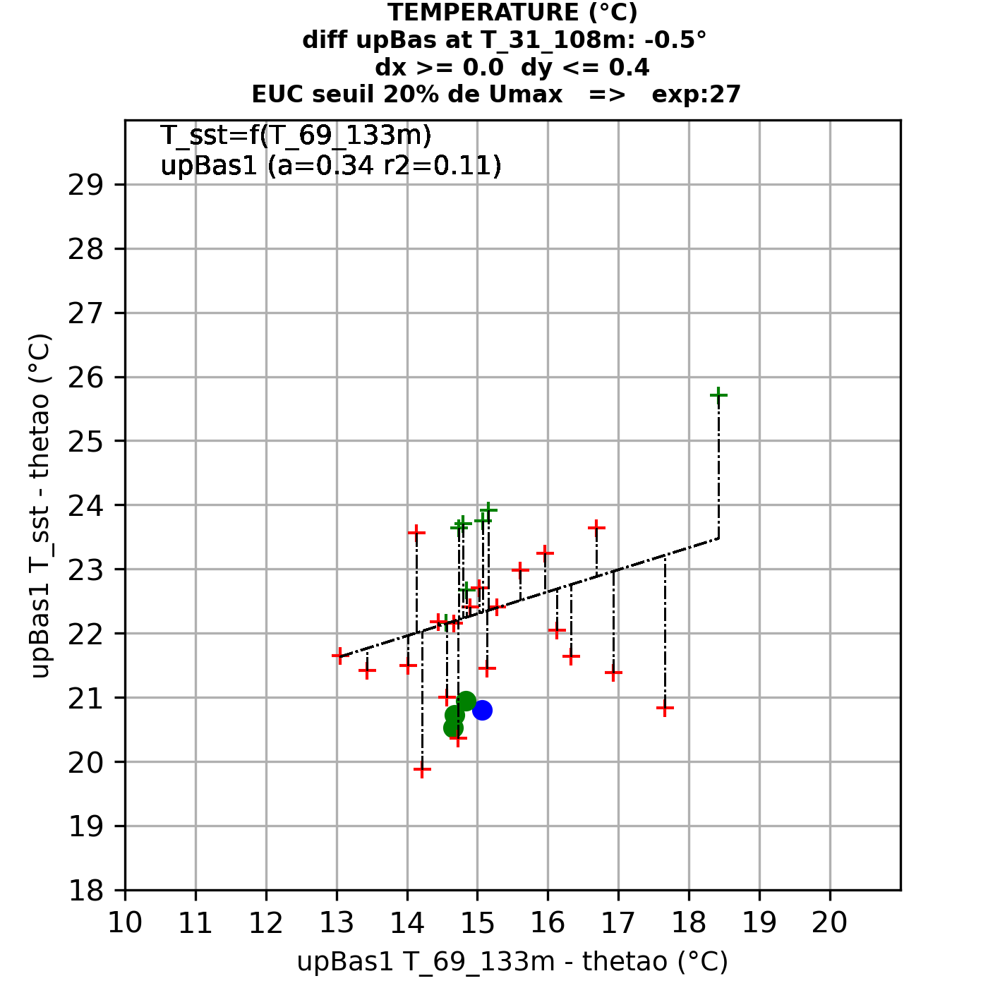 TEMPERATURE (°C)
diff upBas at T_31_108m: -0.5°
dx >= 0.0  dy <= 0.4
EUC seuil 20% de Umax   =>   exp:27
T_sst=f(T_69_133m)
upBas1 (a=0.34 r2=0.11)
29
28
27
26
25
24
23
22
21
20
19
18
upBas1 T_sst - thetao (°C)
10 11 12 13 14 15 16 17 18 19 20
upBas1 T_69_133m - thetao (°C)